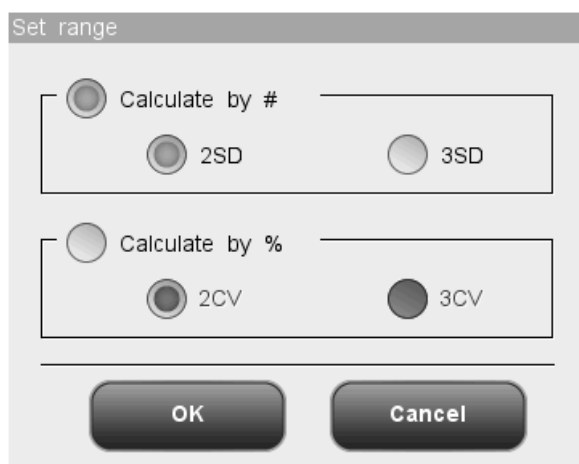 Set range
Calculate by #
2SD 3SD
Calculate by %
2CV 3CV
OK Cancel